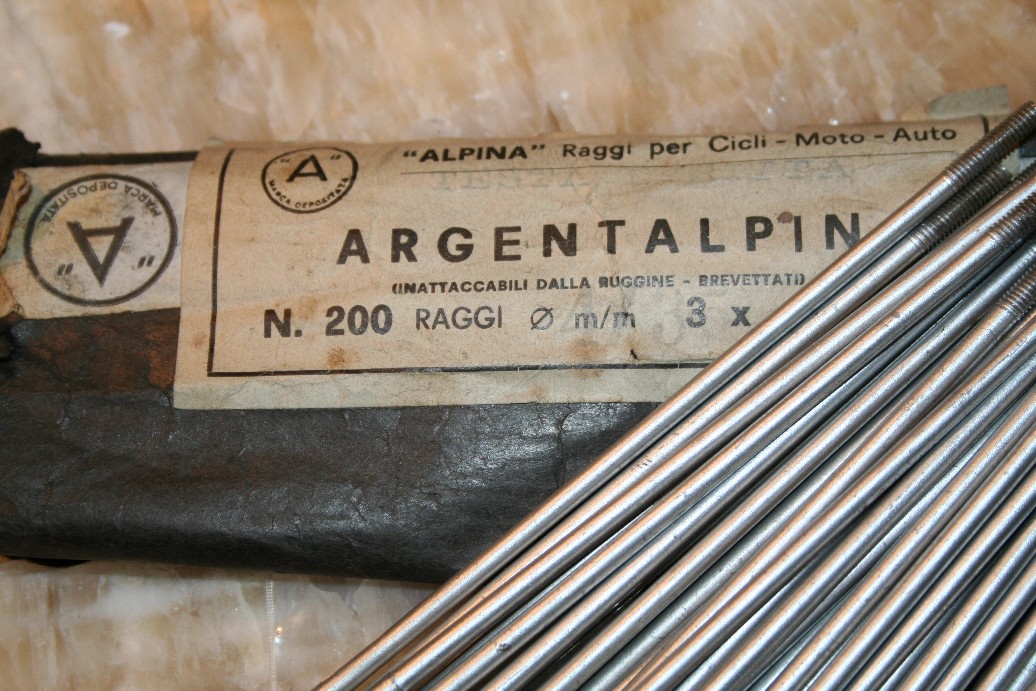 "A"
MARCA DEPOSITATA
"ALPINA" Raggi per Cicli - Moto - Auto
"A"
MARCA DEPOSITATA
ARGENTALPIN
(INATTACCABILI DALLA RUGGINE - BREVETTATI)
N. 200 RAGGI Ø m/m 3 x